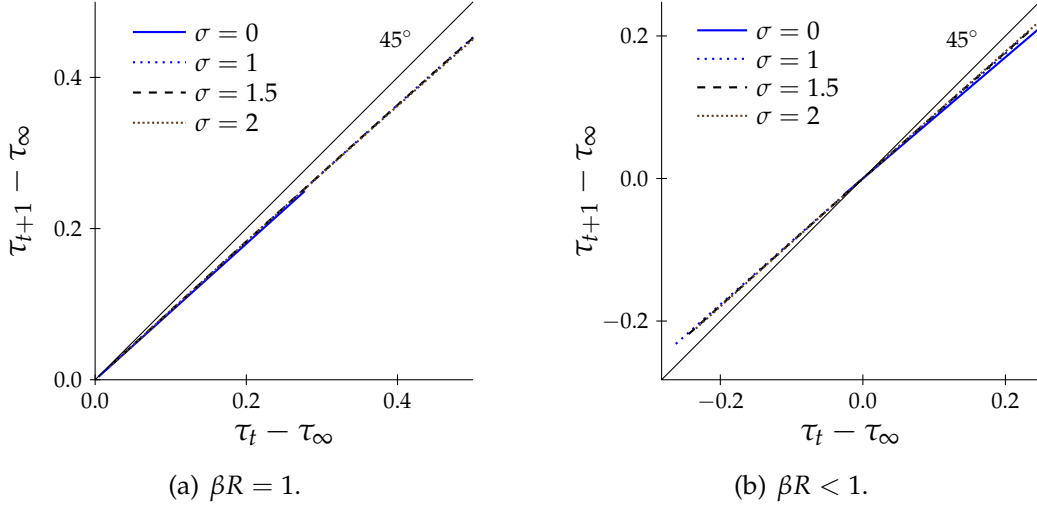 σ = 0
σ = 1
σ = 1.5
σ = 2
45°
0.4
0.2
0.0
τt+1 − τ∞
0.0 0.2 0.4
τt − τ∞
(a) βR = 1.
σ = 0
σ = 1
σ = 1.5
σ = 2
45°
0.2
0.0
−0.2
τt+1 − τ∞
−0.2 0.0 0.2
τt − τ∞
(b) βR < 1.